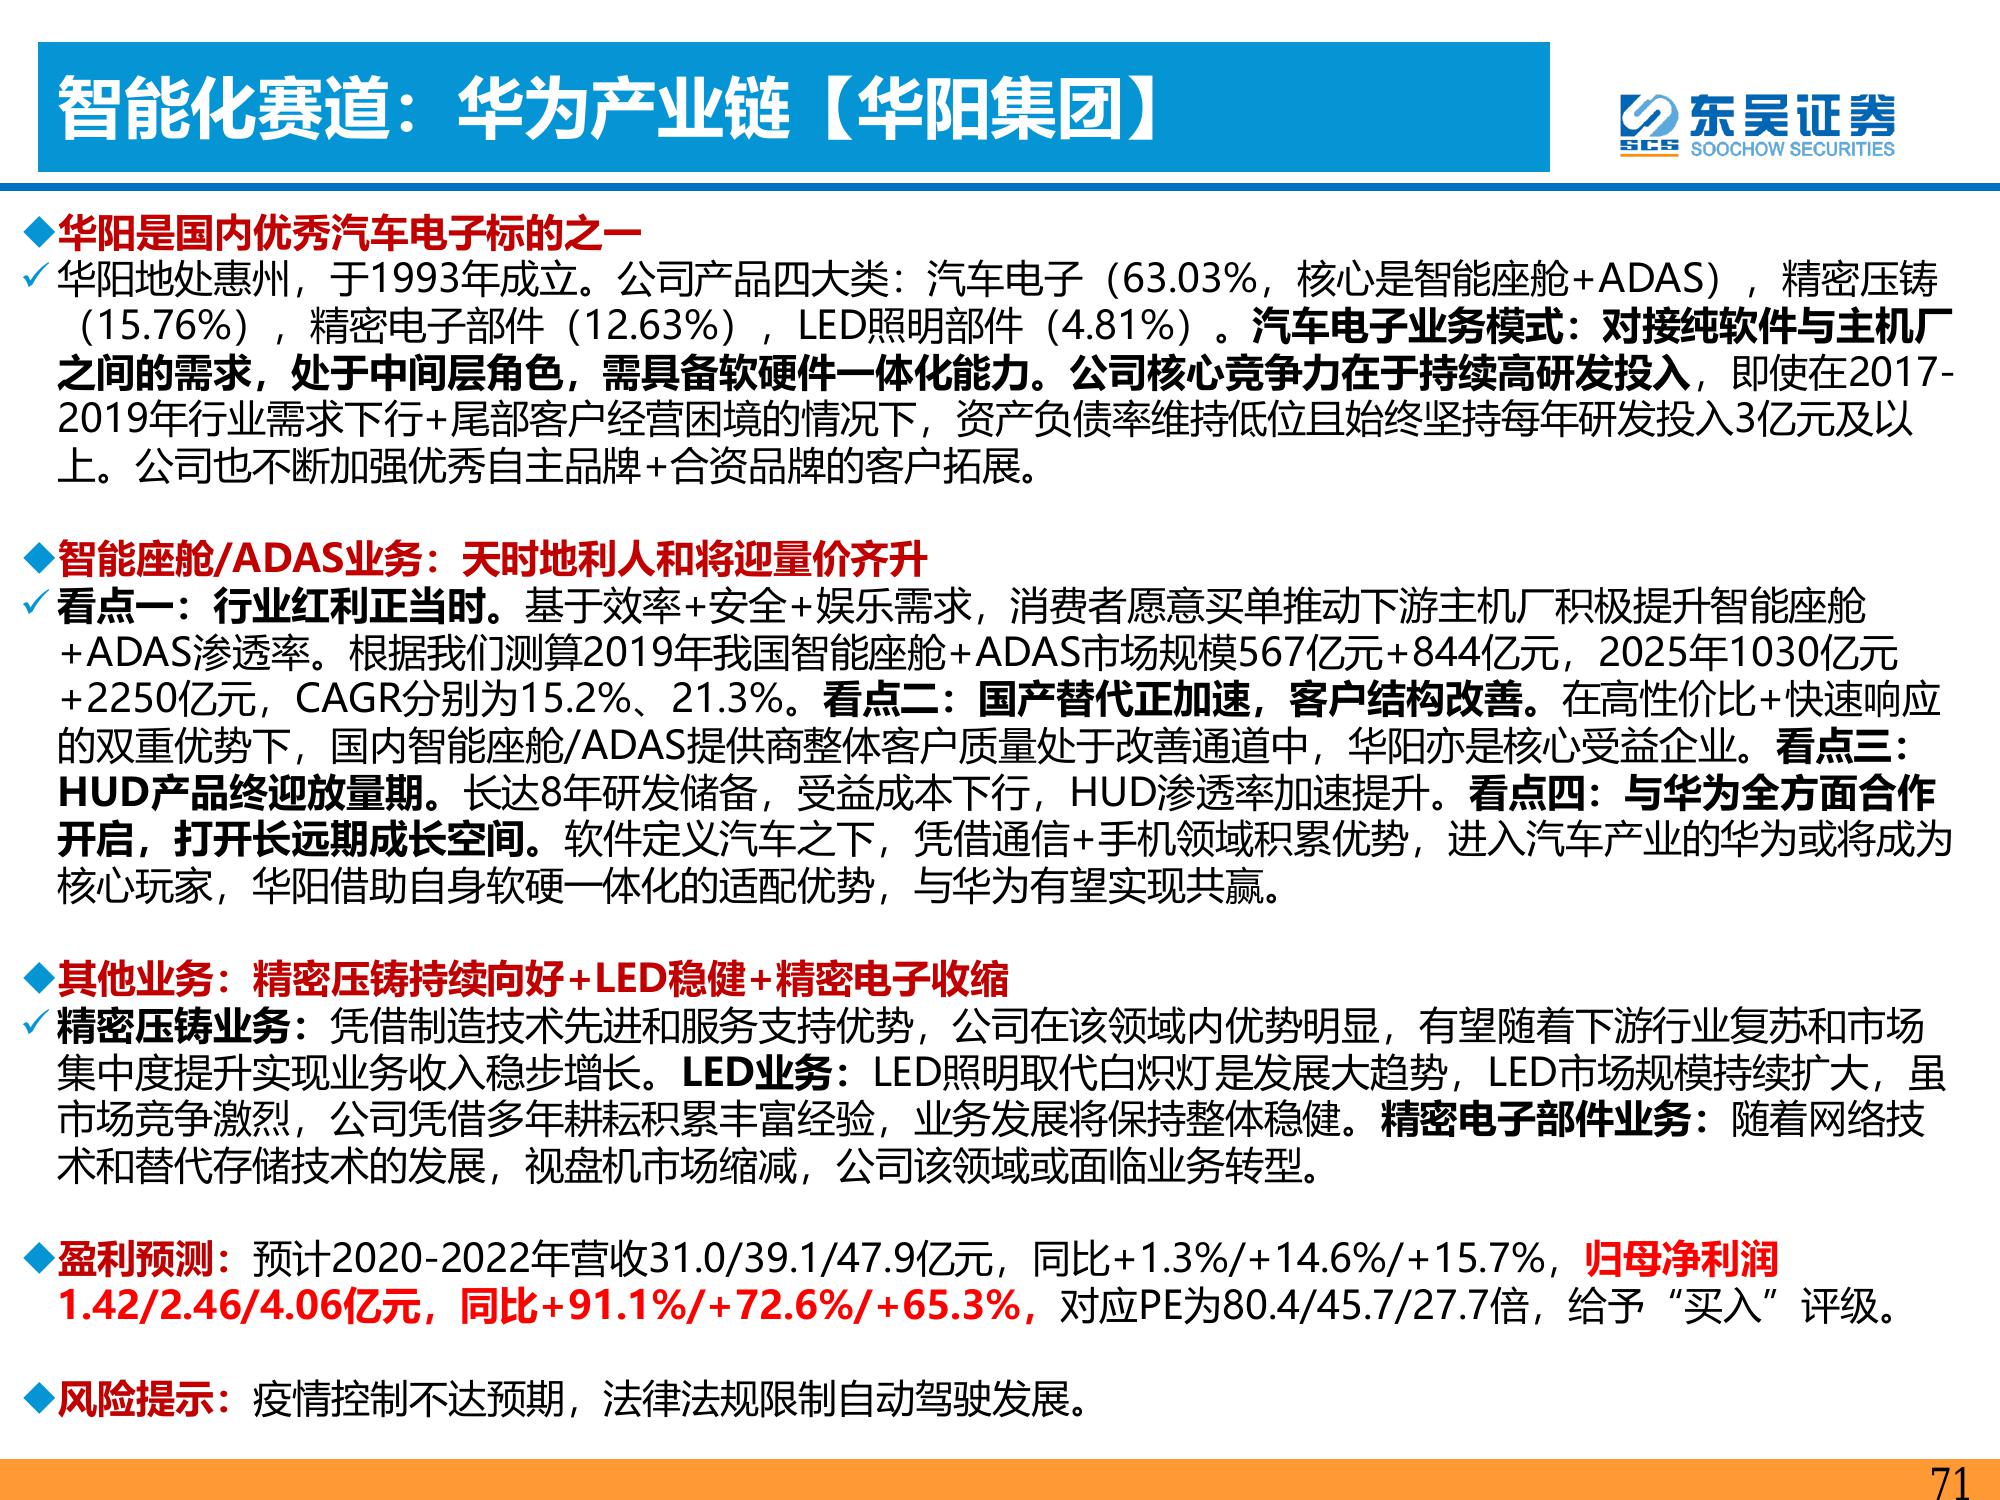 智能化赛道：华为产业链【华阳集团】
东吴证券
SCS
SOOCHOW SECURITIES
◆华阳是国内优秀汽车电子标的之一
✓华阳地处惠州，于1993年成立。公司产品四大类：汽车电子（63.03%，核心是智能座舱+ADAS），精密压铸
（15.76%），精密电子部件（12.63%），LED照明部件（4.81%）。汽车电子业务模式：对接纯软件与主机厂
之间的需求，处于中间层角色，需具备软硬件一体化能力。公司核心竞争力在于持续高研发投入，即使在2017-
2019年行业需求下行+尾部客户经营困境的情况下，资产负债率维持低位且始终坚持每年研发投入3亿元及以
上。公司也不断加强优秀自主品牌+合资品牌的客户拓展。
◆智能座舱/ADAS业务：天时地利人和将迎量价齐升
✓看点一：行业红利正当时。基于效率+安全+娱乐需求，消费者愿意买单推动下游主机厂积极提升智能座舱
+ADAS渗透率。根据我们测算2019年我国智能座舱+ADAS市场规模567亿元+844亿元，2025年1030亿元
+2250亿元，CAGR分别为15.2%、21.3%。看点二：国产替代正加速，客户结构改善。在高性价比+快速响应
的双重优势下，国内智能座舱/ADAS提供商整体客户质量处于改善通道中，华阳亦是核心受益企业。看点三：
HUD产品终迎放量期。长达8年研发储备，受益成本下行，HUD渗透率加速提升。看点四：与华为全方面合作
开启，打开长远期成长空间。软件定义汽车之下，凭借通信+手机领域积累优势，进入汽车产业的华为或将成为
核心玩家，华阳借助自身软硬一体化的适配优势，与华为有望实现共赢。
◆其他业务：精密压铸持续向好+LED稳健+精密电子收缩
✓精密压铸业务：凭借制造技术先进和服务支持优势，公司在该领域内优势明显，有望随着下游行业复苏和市场
集中度提升实现业务收入稳步增长。LED业务：LED照明取代白炽灯是发展大趋势，LED市场规模持续扩大，虽
市场竞争激烈，公司凭借多年耕耘积累丰富经验，业务发展将保持整体稳健。精密电子部件业务：随着网络技
术和替代存储技术的发展，视盘机市场缩减，公司该领域或面临业务转型。
◆盈利预测：预计2020-2022年营收31.0/39.1/47.9亿元，同比+1.3%/+14.6%/+15.7%，归母净利润
1.42/2.46/4.06亿元，同比+91.1%/+72.6%/+65.3%，对应PE为80.4/45.7/27.7倍，给予“买入”评级。
◆风险提示：疫情控制不达预期，法律法规限制自动驾驶发展。
71